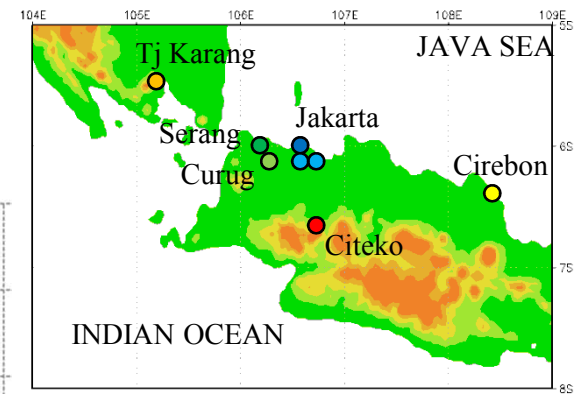 104E 105E 106E 107E 108E 109E
5S
JAVA SEA
Tj Karang
Jakarta
Serang
6S
Curug
Cirebon
Citeko
7S
INDIAN OCEAN
8S